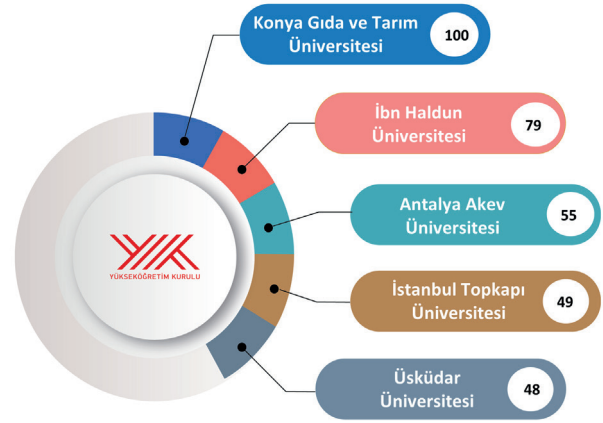 Konya Gıda ve Tarım
Üniversitesi
100
İbn Haldun
Üniversitesi
79
Antalya Akev
Üniversitesi
55
İstanbul Topkapı
Üniversitesi
49
Üsküdar
Üniversitesi
48
YÜKSEKÖĞRETİM KURULU